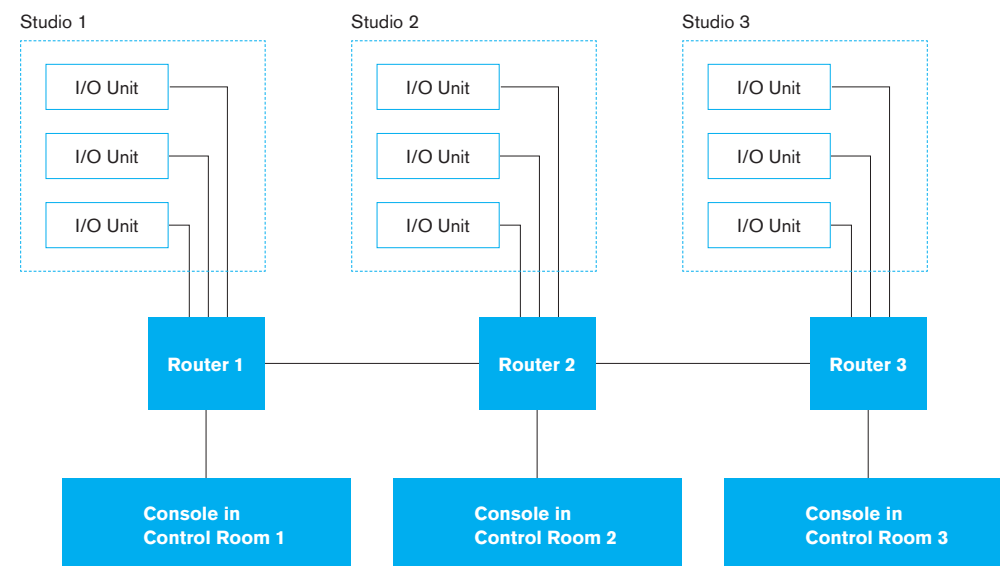 Studio 1
Studio 2
Studio 3
I/O Unit
I/O Unit
I/O Unit
I/O Unit
I/O Unit
I/O Unit
I/O Unit
I/O Unit
I/O Unit
Router 1
Router 2
Router 3
Console in
Control Room 1
Console in
Control Room 2
Console in
Control Room 3